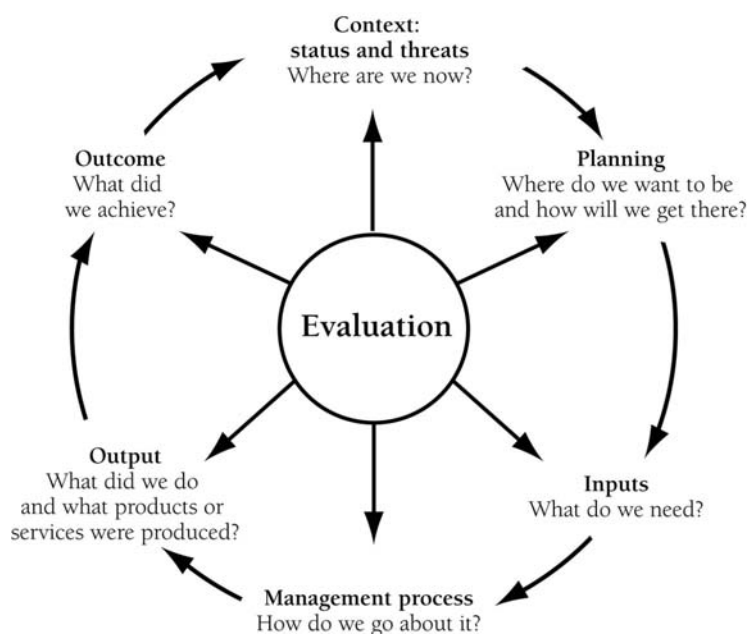 Context:
status and threats
Where are we now?
Planning
Where do we want to be
and how will we get there?
Inputs
What do we need?
Management process
How do we go about it?
Output
What did we do
and what products or
services were produced?
Outcome
What did
we achieve?
Evaluation